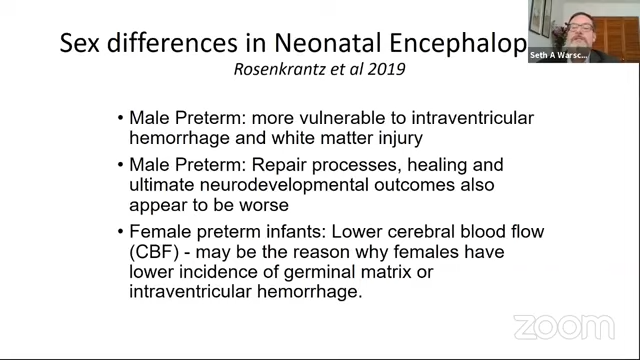 Sex differences in Neonatal Encephalop
Rosenkrantz et al 2019
Seth A Warsc...
• Male Preterm: more vulnerable to intraventricular
hemorrhage and white matter injury
• Male Preterm: Repair processes, healing and
ultimate neurodevelopmental outcomes also
appear to be worse
• Female preterm infants: Lower cerebral blood flow
(CBF) - may be the reason why females have
lower incidence of germinal matrix or
intraventricular hemorrhage.
zoom